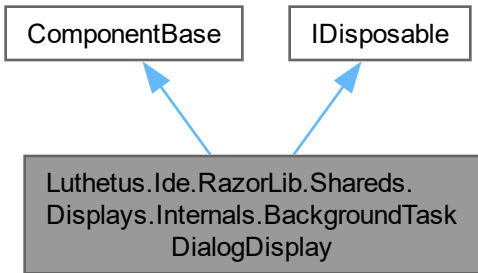 ComponentBase
IDisposable
Luthetus.Ide.RazorLib.Shareds.
Displays.Internals.BackgroundTask
DialogDisplay